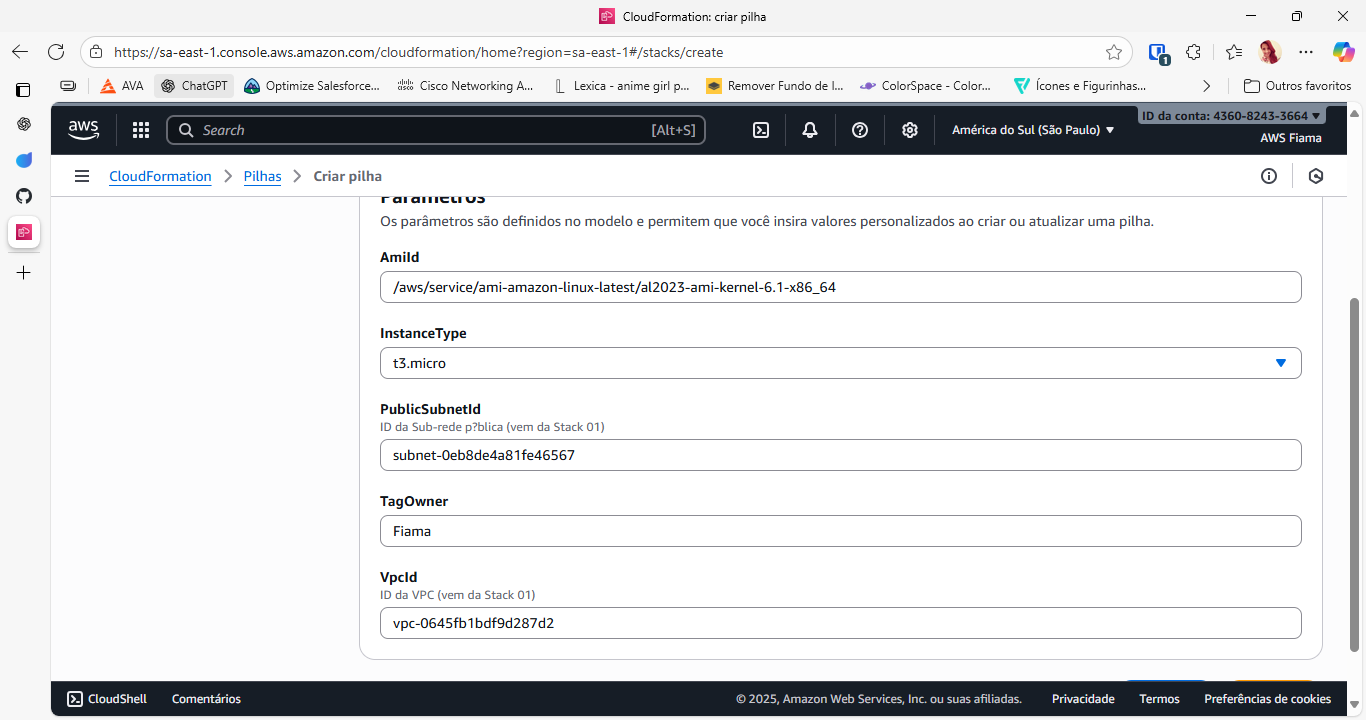 CloudFormation: criar pilha
https://sa-east-1.console.aws.amazon.com/cloudformation/home?region=sa-east-1#/stacks/create
1
AVA
ChatGPT
Optimize Salesforce...
Cisco Networking A...
Lexica - anime girl p...
Remover Fundo de I...
ColorSpace - Color...
Ícones e Figurinhas...
Outros favoritos
aws
Search
[Alt+S]
América do Sul (São Paulo)
ID da conta: 4360-8243-3664
AWS Fiama
CloudFormation
Pilhas
Criar pilha
Parâmetros
Os parâmetros são definidos no modelo e permitem que você insira valores personalizados ao criar ou atualizar uma pilha.
AmiId
/aws/service/ami-amazon-linux-latest/al2023-ami-kernel-6.1-x86_64
InstanceType
t3.micro
PublicSubnetId
ID da Sub-rede p?blica (vem da Stack 01)
subnet-0eb8de4a81fe46567
TagOwner
Fiama
VpcId
ID da VPC (vem da Stack 01)
vpc-0645fb1bdf9d287d2
CloudShell
Comentários
© 2025, Amazon Web Services, Inc. ou suas afiliadas.
Privacidade
Termos
Preferências de cookies